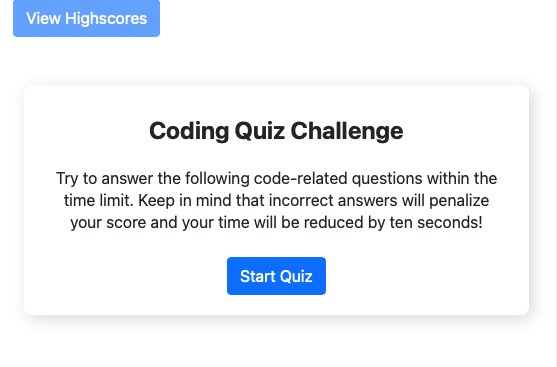 View Highscores
Coding Quiz Challenge
Try to answer the following code-related questions within the
time limit. Keep in mind that incorrect answers will penalize
your score and your time will be reduced by ten seconds!
Start Quiz